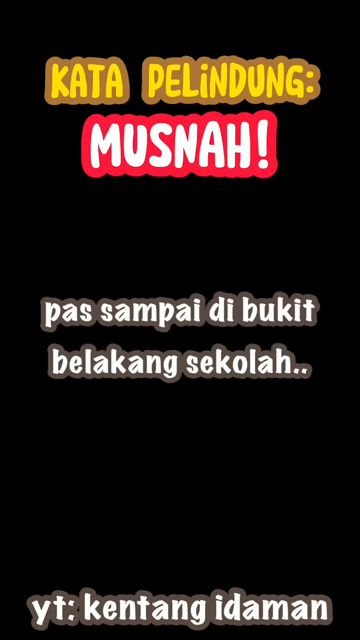 KATA PELINDUNG:
MUSNAH!
pas sampai di bukit
belakang sekolah..
yt: kentang idaman